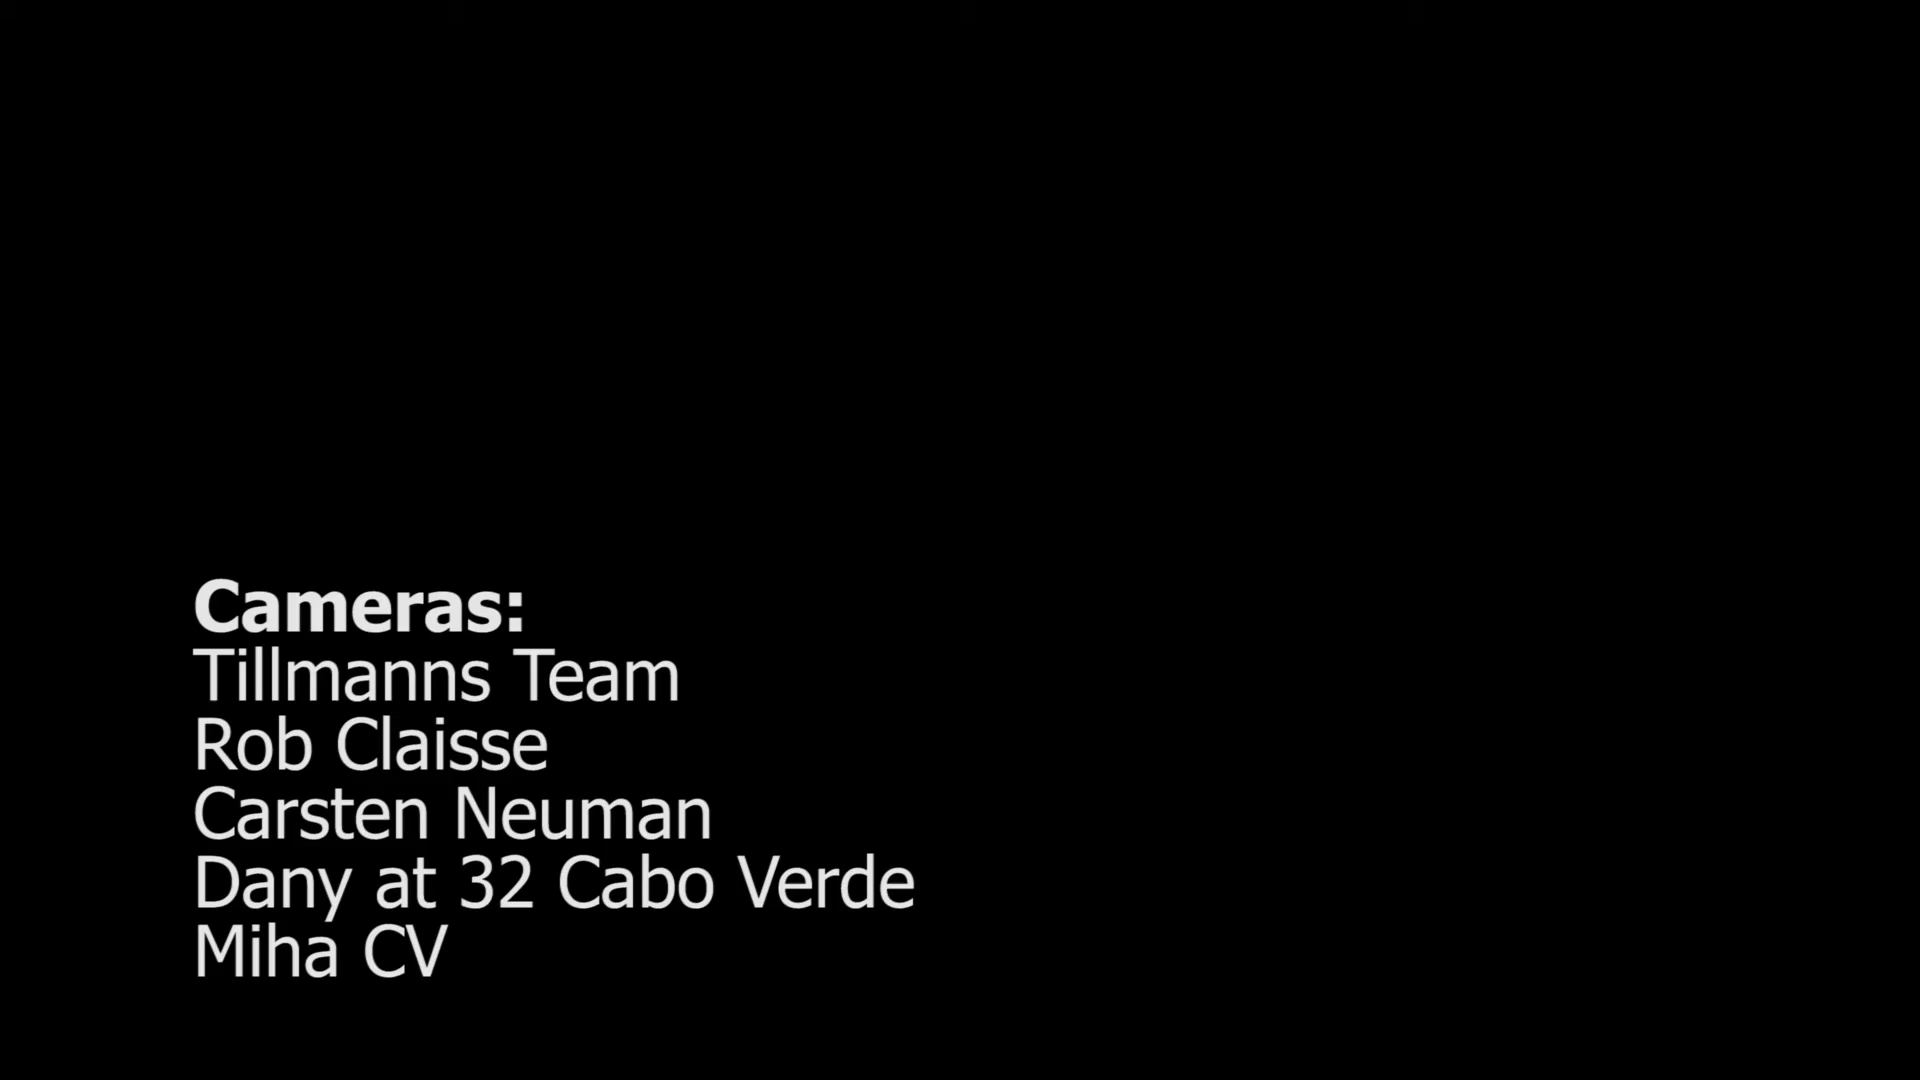 Cameras:
Tillmanns Team
Rob Claisse
Carsten Neuman
Dany at 32 Cabo Verde
Miha CV